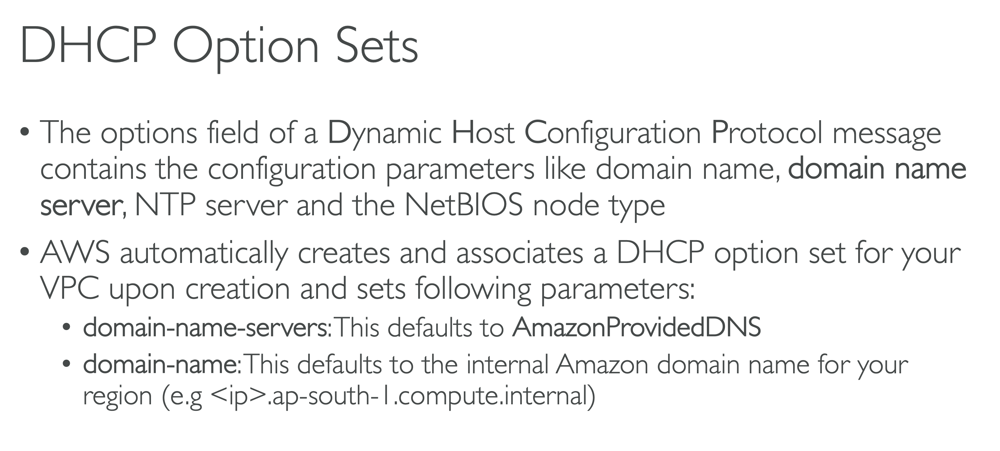 DHCP Option Sets
• The options field of a Dynamic Host Configuration Protocol message
contains the configuration parameters like domain name, domain name
server, NTP server and the NetBIOS node type
• AWS automatically creates and associates a DHCP option set for your
VPC upon creation and sets following parameters:
• domain-name-servers: This defaults to AmazonProvidedDNS
• domain-name: This defaults to the internal Amazon domain name for your
region (e.g <ip>.ap-south-1.compute.internal)